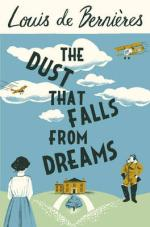 Louis de Bernières
THE
DUST
THAT
FALLS
FROM
DREAMS